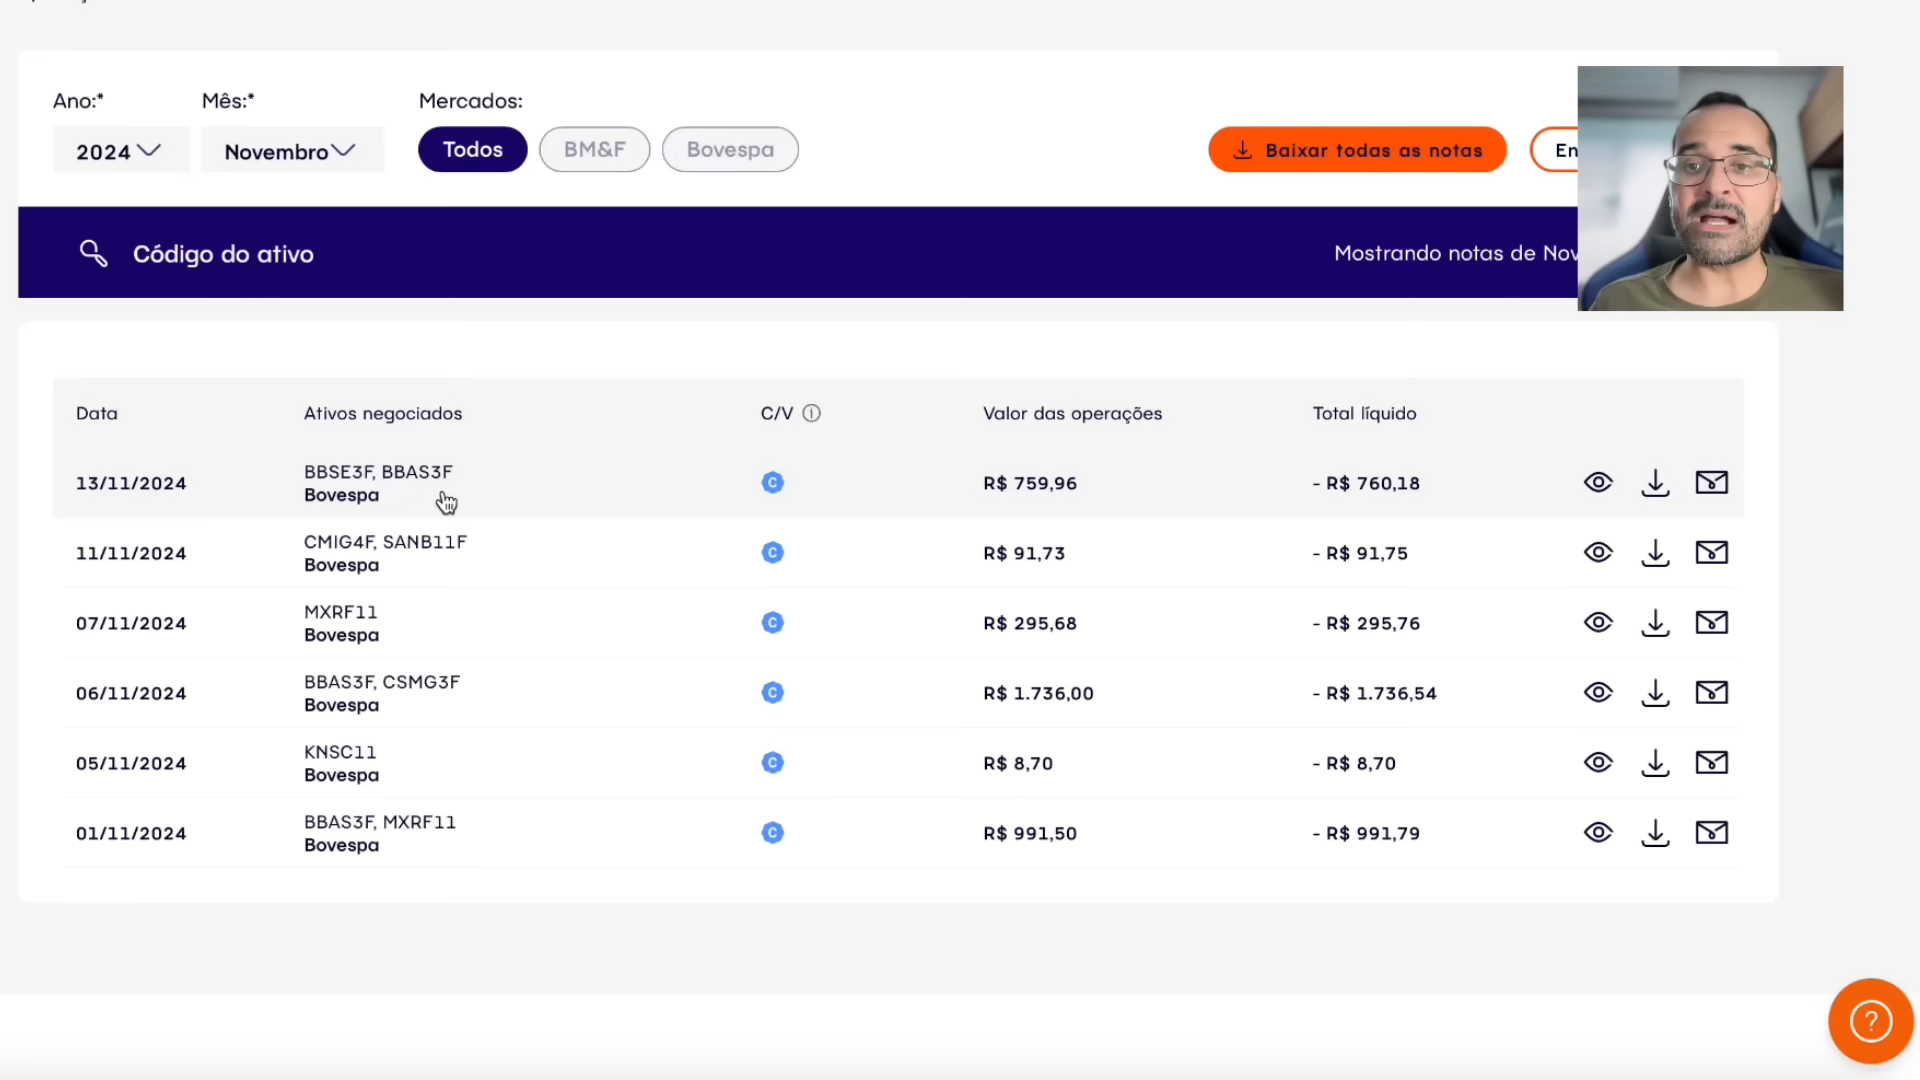 Ano:* Mês:* Mercados:
2024 Novembro Todos BM&F Bovespa Baixar todas as notas En
Código do ativo Mostrando notas de Nov
Data Ativos negociados C/V Valor das operações Total líquido
13/11/2024 BBSE3F, BBAS3F C R$ 759,96 - R$ 760,18
Bovespa
11/11/2024 CMIG4F, SANB11F C R$ 91,73 - R$ 91,75
Bovespa
07/11/2024 MXRF11 C R$ 295,68 - R$ 295,76
Bovespa
06/11/2024 BBAS3F, CSMG3F C R$ 1.736,00 - R$ 1.736,54
Bovespa
05/11/2024 KNSC11 C R$ 8,70 - R$ 8,70
Bovespa
01/11/2024 BBAS3F, MXRF11 C R$ 991,50 - R$ 991,79
Bovespa
?